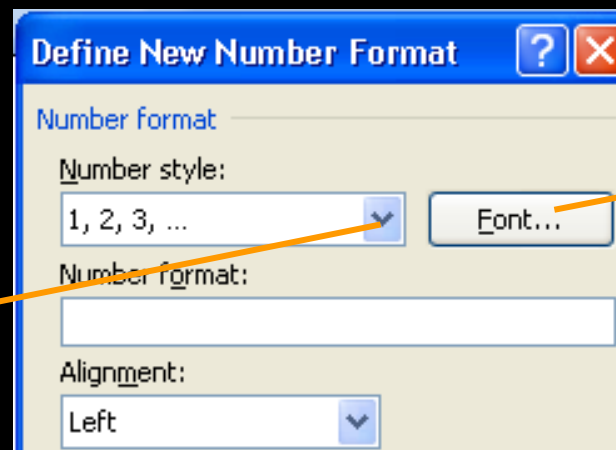 Define New Number Format
Number format
Number style:
1, 2, 3, ...
Font...
Number format:
Alignment:
Left